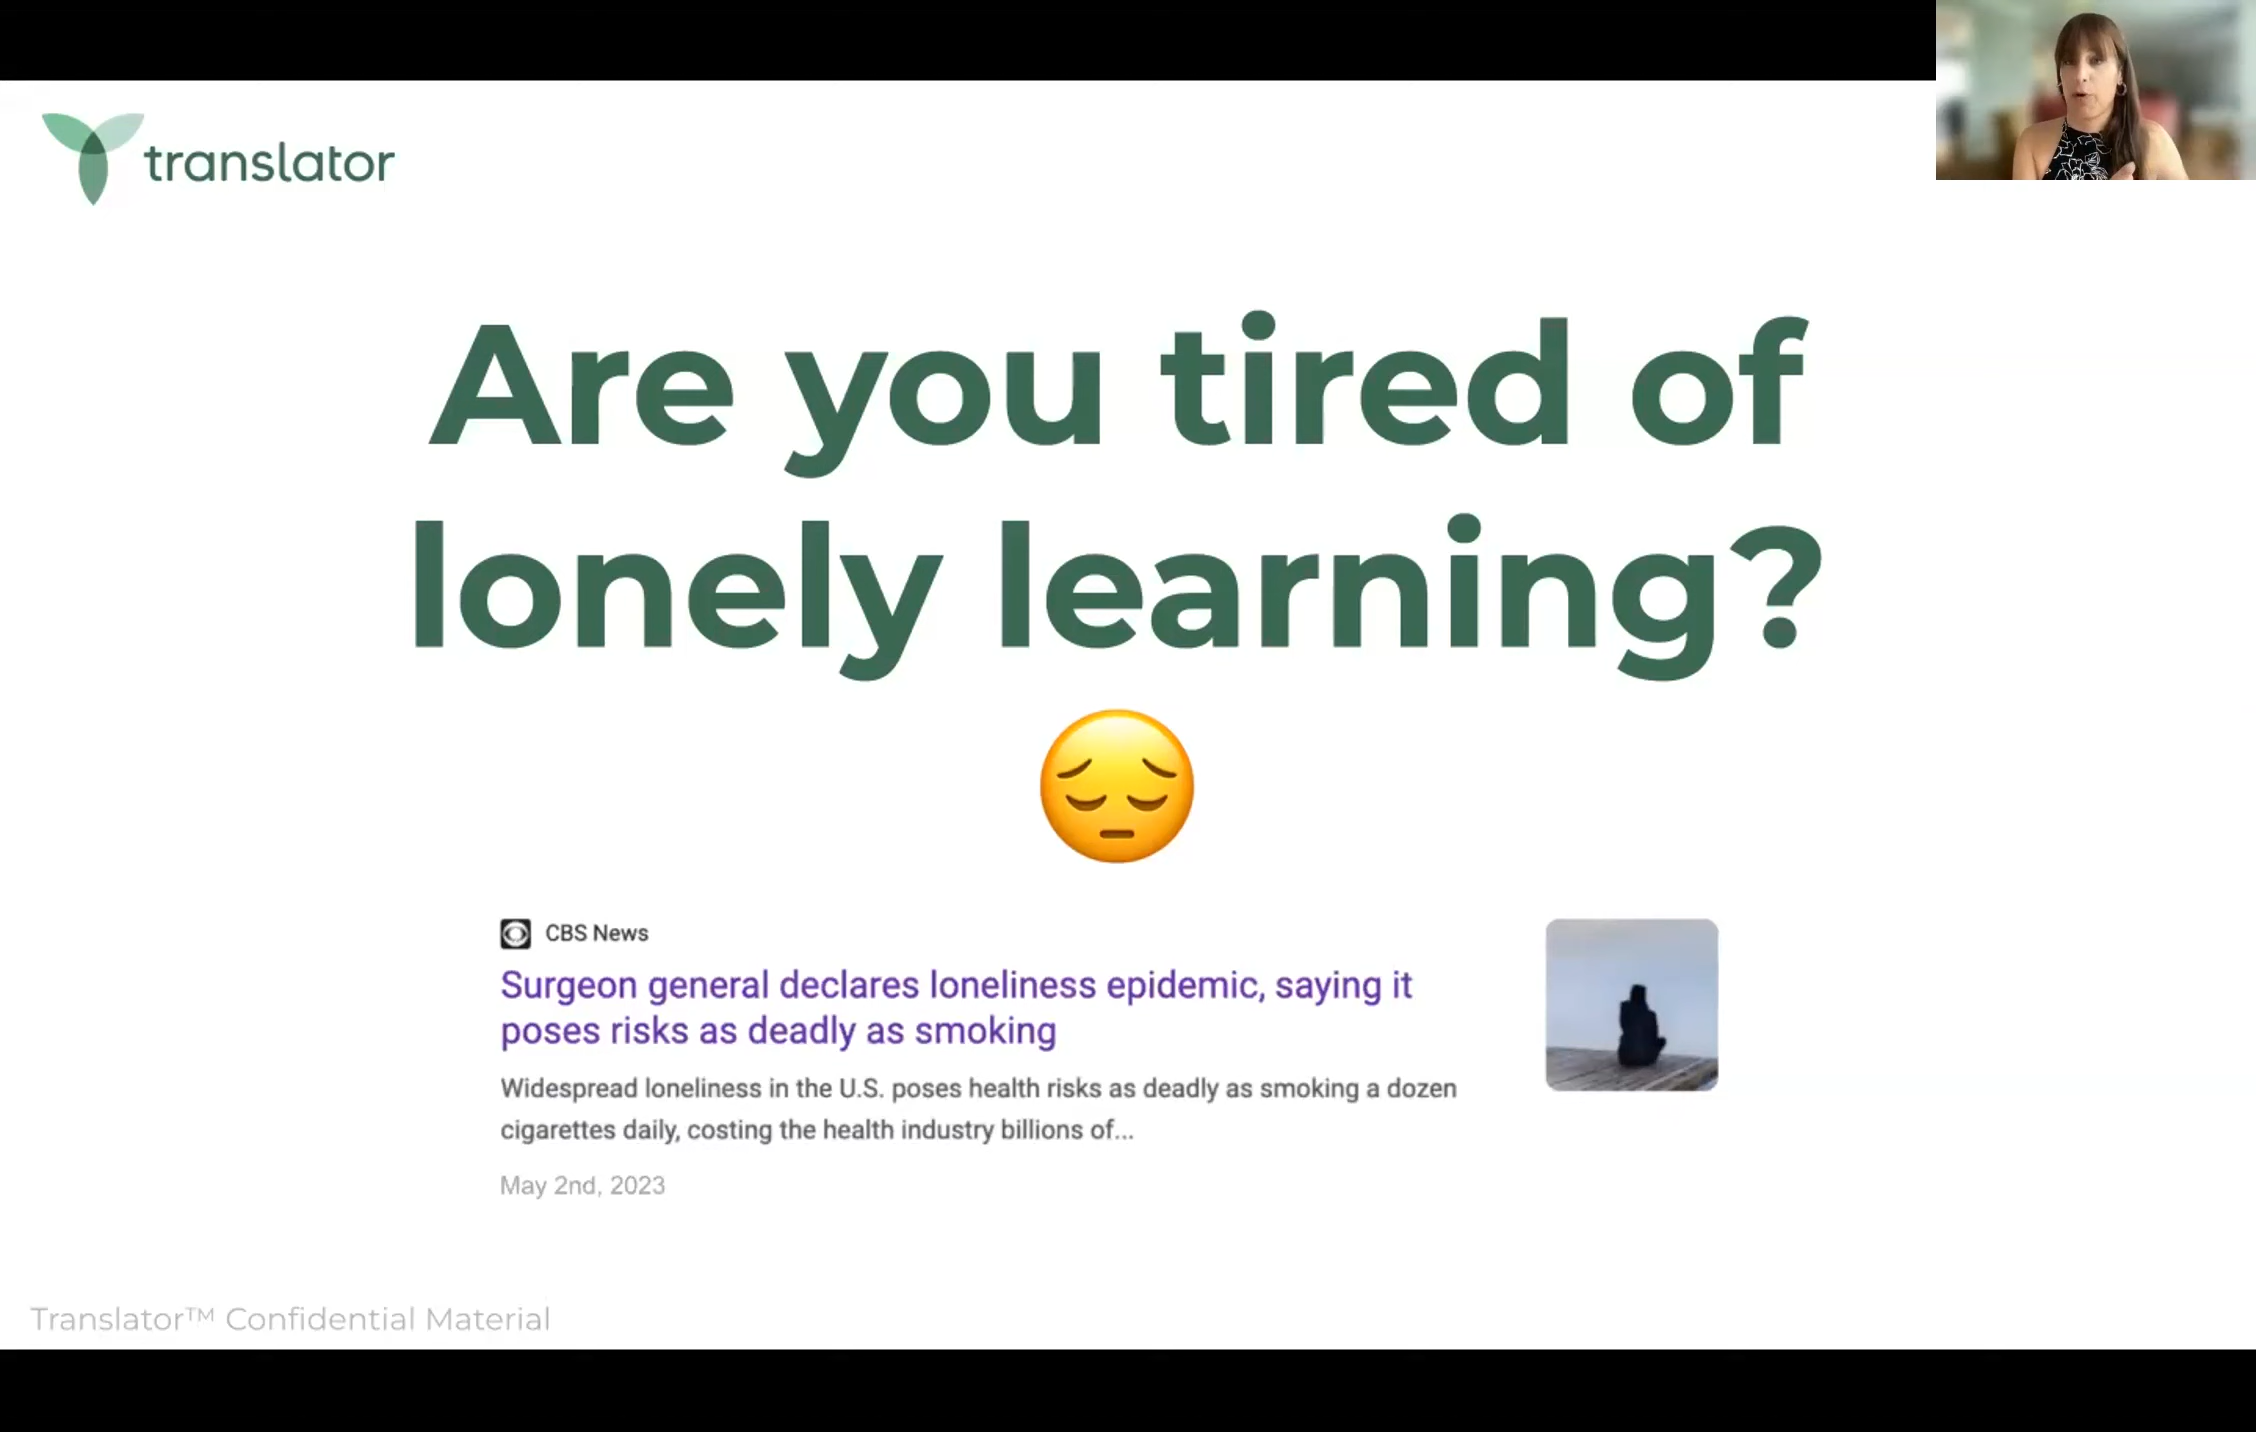 translator
Are you tired of
lonely learning?
CBS News
Surgeon general declares loneliness epidemic, saying it
poses risks as deadly as smoking
Widespread loneliness in the U.S. poses health risks as deadly as smoking a dozen
cigarettes daily, costing the health industry billions of...
May 2nd, 2023
Translator™ Confidential Material